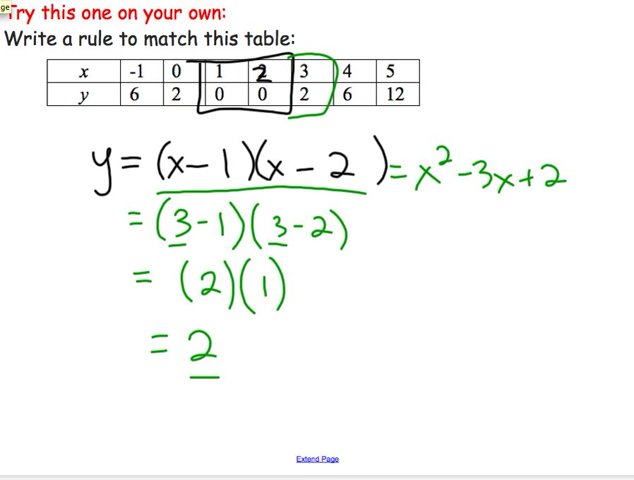 ge
Try this one on your own:
Write a rule to match this table:
x -1 0 1 2 3 4 5
y 6 2 0 0 2 6 12
y = (x - 1)(x - 2) = x² - 3x + 2
= (3 - 1)(3 - 2)
= (2)(1)
= 2
Extend Page